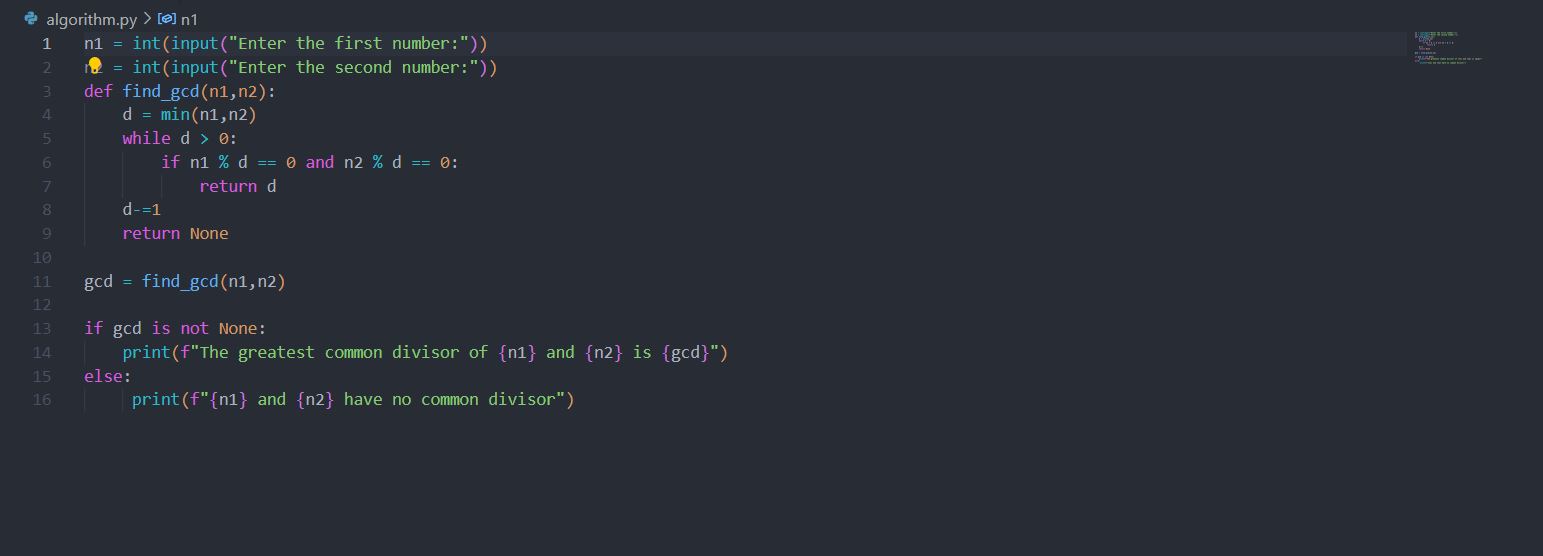 algorithm.py > n1
1 n1 = int(input("Enter the first number:"))
2 = int(input("Enter the second number:"))
3 def find_gcd(n1,n2):
4     d = min(n1,n2)
5     while d > 0:
6         if n1 % d == 0 and n2 % d == 0:
7             return d
8     d-=1
9     return None
10
11 gcd = find_gcd(n1,n2)
12
13 if gcd is not None:
14     print(f"The greatest common divisor of {n1} and {n2} is {gcd}")
15 else:
16      print(f"{n1} and {n2} have no common divisor")